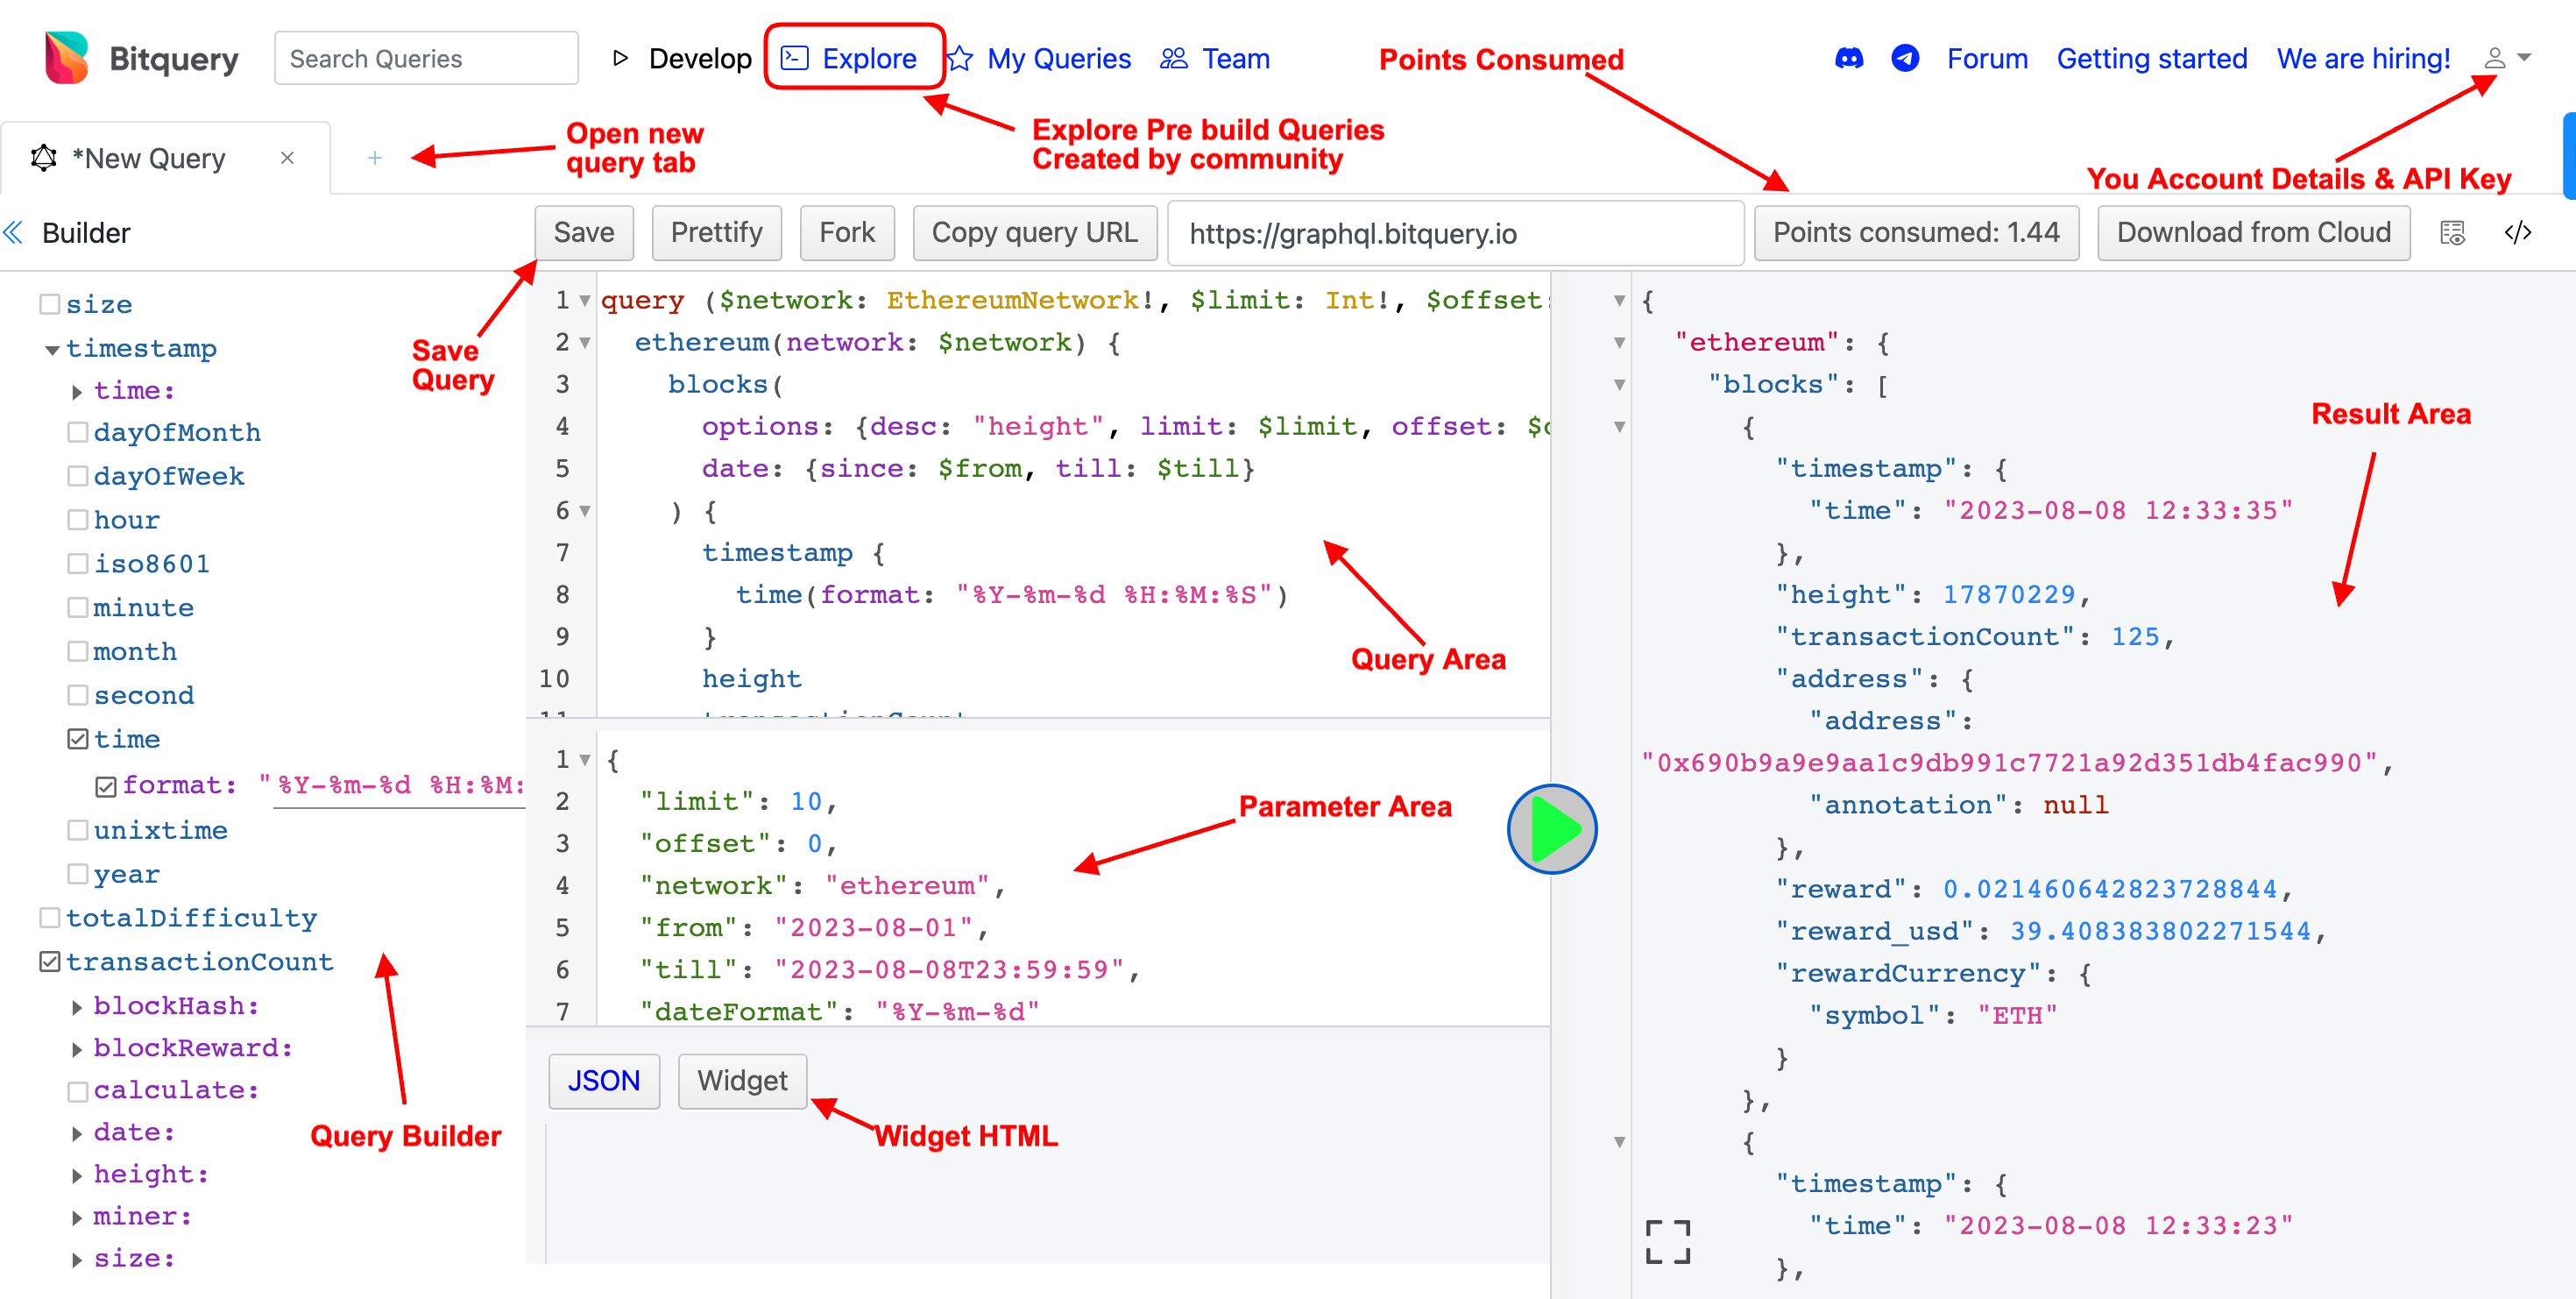 Bitquery
Search Queries
Develop
Explore
My Queries
Team
Points Consumed
Forum
Getting started
We are hiring!
*New Query
×
+
Open new
query tab
Explore Pre build Queries
Created by community
You Account Details & API Key
Builder
Save
Prettify
Fork
Copy query URL
https://graphql.bitquery.io
Points consumed: 1.44
Download from Cloud
</>
size
timestamp
time:
dayOfMonth
dayOfWeek
hour
iso8601
minute
month
second
time
format: "%Y-%m-%d %H:%M:
unixtime
year
totalDifficulty
transactionCount
blockHash:
blockReward:
calculate:
date:
height:
miner:
size:
Save
Query
Query Builder
1 query ($network: EthereumNetwork!, $limit: Int!, $offset:
2 ethereum(network: $network) {
3 blocks(
4 options: {desc: "height", limit: $limit, offset:
5 date: {since: $from, till: $till}
6 ) {
7 timestamp {
8 time(format: "%Y-%m-%d %H:%M:%S")
9 }
10 height
11 transactionCount
Query Area
1 {
2 "limit": 10,
3 "offset": 0,
4 "network": "ethereum",
5 "from": "2023-08-01",
6 "till": "2023-08-08T23:59:59",
7 "dateFormat": "%Y-%m-%d"
Parameter Area
JSON
Widget
Widget HTML
{
"ethereum": {
"blocks": [
{
"timestamp": {
"time": "2023-08-08 12:33:35"
},
"height": 17870229,
"transactionCount": 125,
"address": {
"address":
"0x690b9a9e9aa1c9db991c7721a92d351db4fac990",
"annotation": null
},
"reward": 0.021460642823728844,
"reward_usd": 39.408383802271544,
"rewardCurrency": {
"symbol": "ETH"
}
},
{
"timestamp": {
"time": "2023-08-08 12:33:23"
},
Result Area